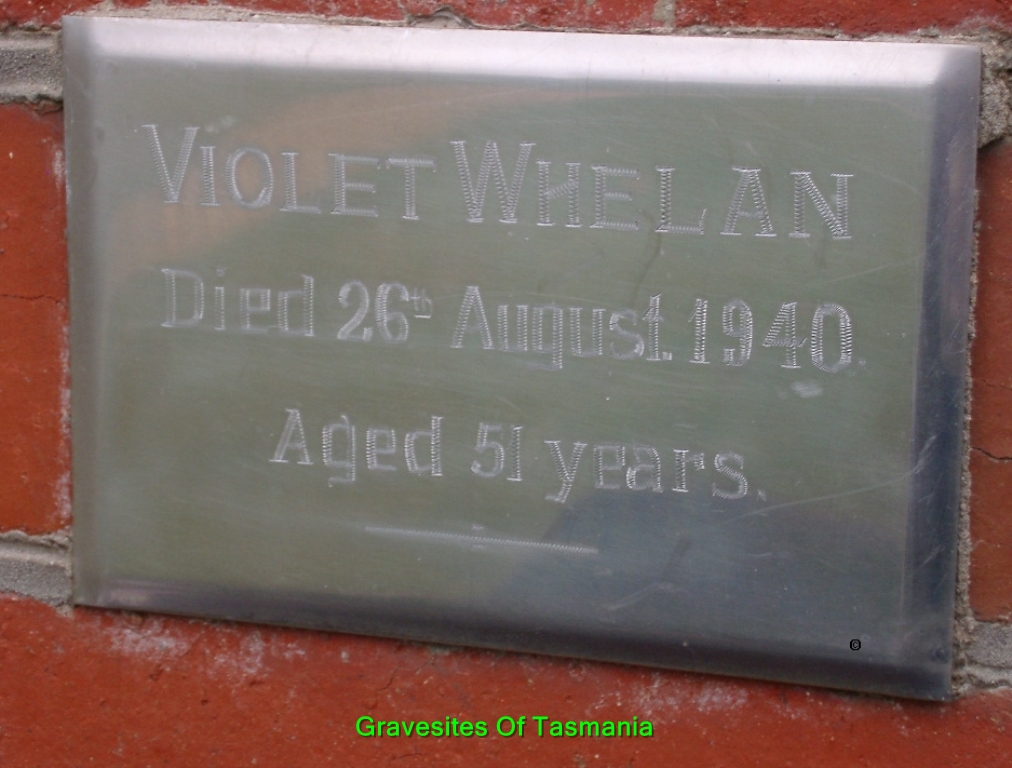 VIOLET WHELAN
Died 26th August 1940.
Aged 51 years.
©
Gravesites Of Tasmania